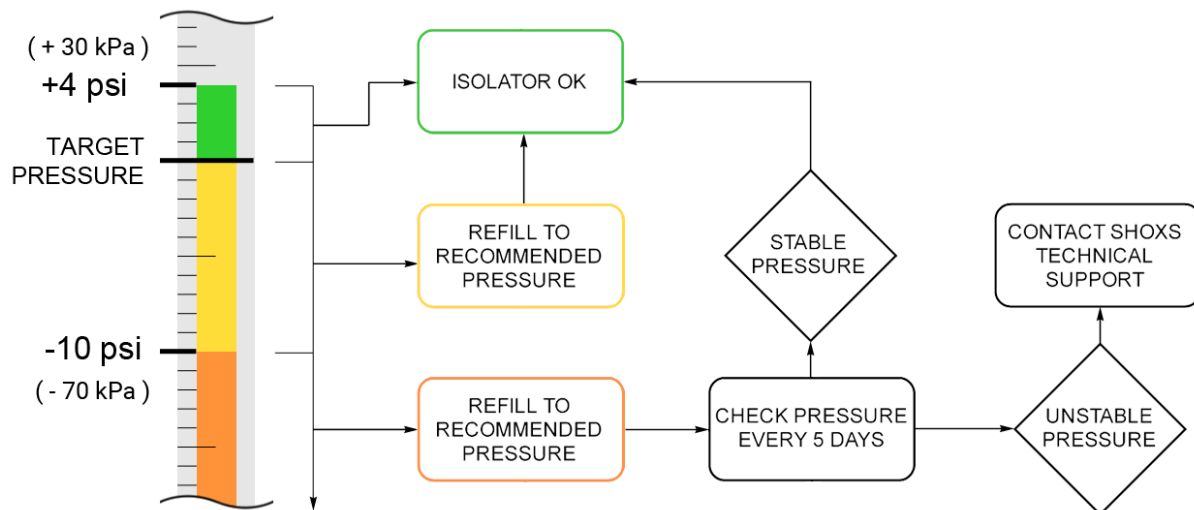 ( + 30 kPa )
+4 psi
TARGET
PRESSURE
-10 psi
( - 70 kPa )
ISOLATOR OK
REFILL TO
RECOMMENDED
PRESSURE
REFILL TO
RECOMMENDED
PRESSURE
CHECK PRESSURE
EVERY 5 DAYS
STABLE
PRESSURE
UNSTABLE
PRESSURE
CONTACT SHOXS
TECHNICAL
SUPPORT